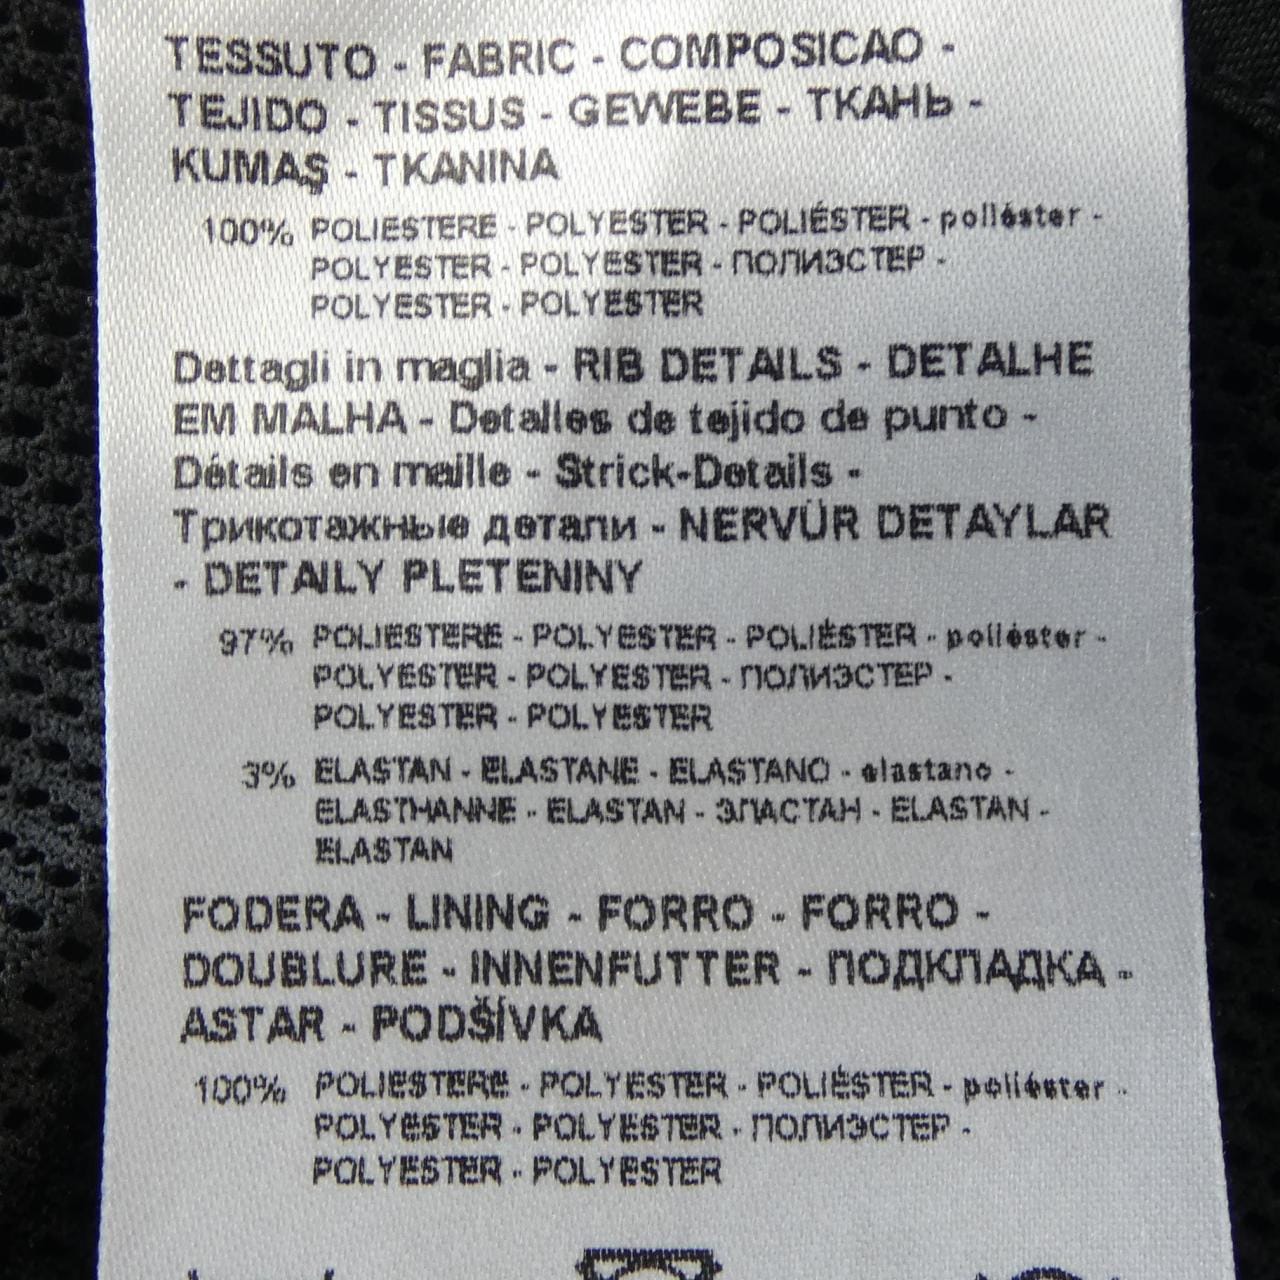 TESSUTO - FABRIC - COMPOSICAO -
TEJIDO - TISSUS - GEWEBE - ТКАНЬ -
KUMAŞ - TKANINA
100% POLIESTERE - POLYESTER - POLIÉSTER - poliéster -
POLYESTER - POLYESTER - ПОЛИЭСТЕР -
POLYESTER - POLYESTER
Dettagli in maglia - RIB DETAILS - DETALHE
EM MALHA - Detalles de tejido de punto -
Détails en maille - Strick-Details -
Трикотажные детали - NERVÜR DETAYLAR
- DETAILY PLETENINY
97% POLIESTERE - POLYESTER - POLIÉSTER - poliéster -
POLYESTER - POLYESTER - ПОЛИЭСТЕР -
POLYESTER - POLYESTER
3% ELASTAN - ELASTANE - ELASTANO - elastano -
ELASTHANNE - ELASTAN - ЭЛАСТАН - ELASTAN -
ELASTAN
FODERA - LINING - FORRO - FORRO -
DOUBLURE - INNENFUTTER - ПОДКЛАДКА -
ASTAR - PODŠÍVKA
100% POLIESTERE - POLYESTER - POLIÉSTER - poliéster -
POLYESTER - POLYESTER - ПОЛИЭСТЕР -
POLYESTER - POLYESTER